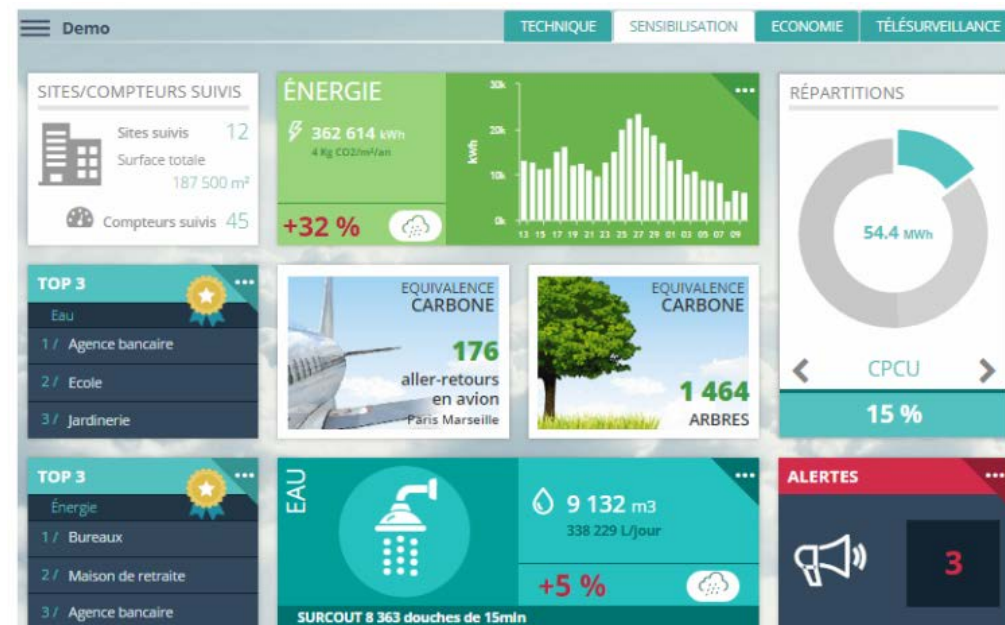 Demo
TECHNIQUE
SENSIBILISATION
ECONOMIE
TÉLÉSURVEILLANCE
SITES/COMPTEURS SUIVIS
Sites suivis 12
Surface totale
187 500 m²
Compteurs suivis 45
ÉNERGIE
362 614 kWh
4 Kg CO2/m²/an
+32 %
kWh
30k
20k
10k
0k
13 15 17 19 21 23 25 27 29 01 03 05 07 09
RÉPARTITIONS
54.4 MWh
CPCU
15 %
TOP 3
Eau
1 / Agence bancaire
2 / Ecole
3 / Jardinerie
EQUIVALENCE
CARBONE
176
aller-retours
en avion
Paris Marseille
EQUIVALENCE
CARBONE
1 464
ARBRES
TOP 3
Énergie
1 / Bureaux
2 / Maison de retraite
3 / Agence bancaire
EAU
9 132 m3
338 229 L/jour
+5 %
SURCOUT 8 363 douches de 15min
ALERTES
3